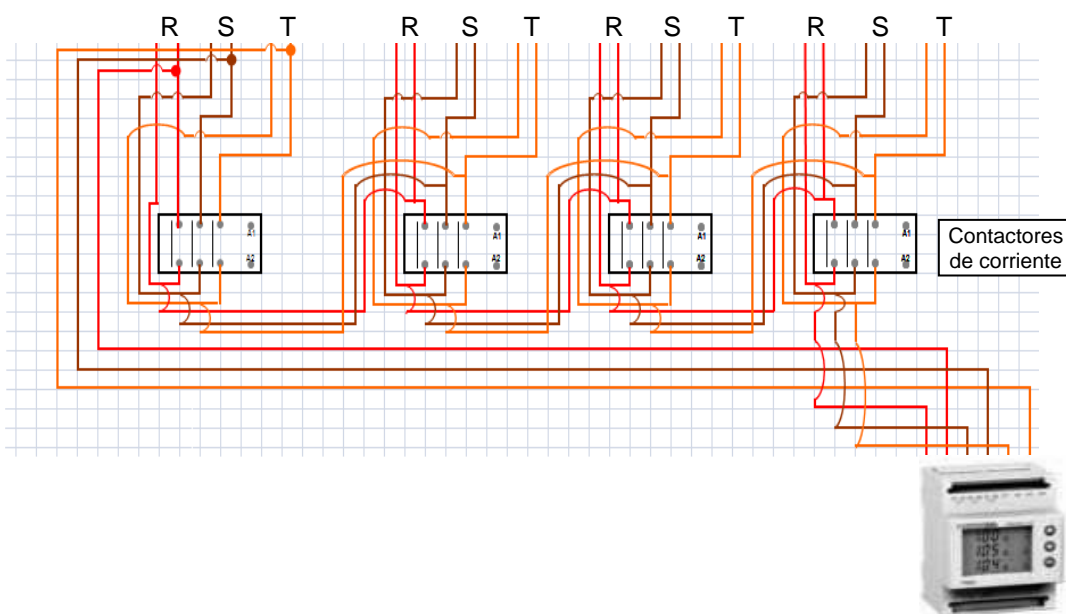 R S T R S T R S T R S T
A1 A1 A1 A1
A2 A2 A2 A2
Contactores
de corriente